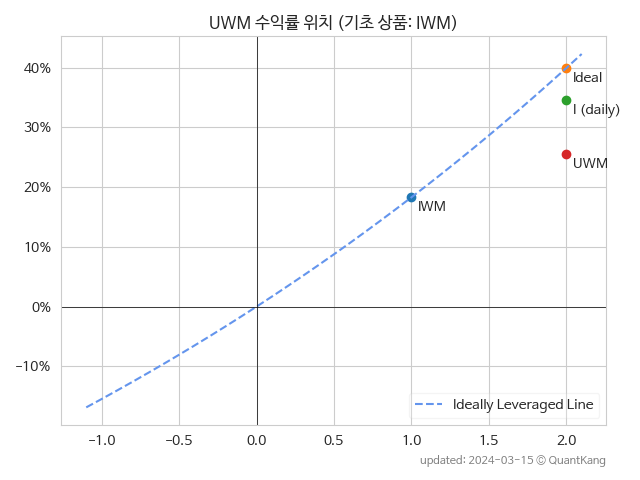 UWM 수익률 위치 (기초 상품: IWM)
40%
30%
20%
10%
0%
−10%
Ideal
I (daily)
UWM
IWM
Ideally Leveraged Line
−1.0 −0.5 0.0 0.5 1.0 1.5 2.0
updated: 2024-03-15 © QuantKang